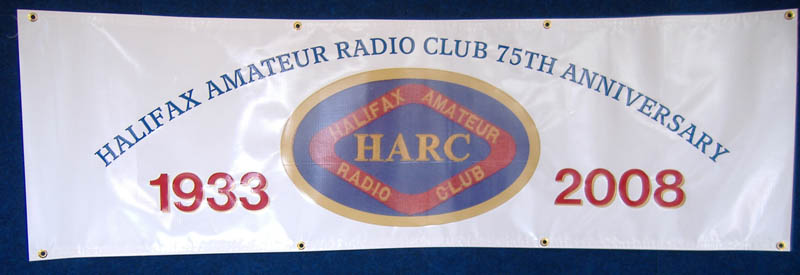 HALIFAX AMATEUR RADIO CLUB 75TH ANNIVERSARY
HALIFAX AMATEUR
HARC
RADIO CLUB
1933
2008